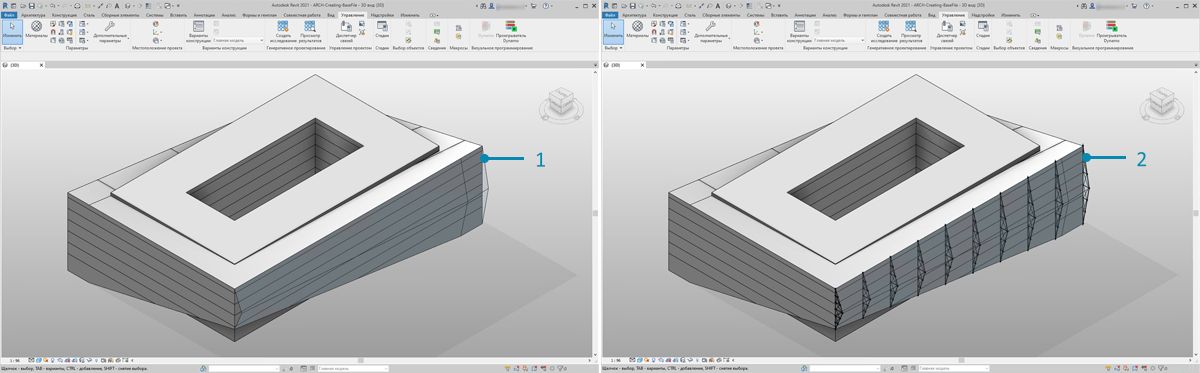 Autodesk Revit 2021 - ARCH-Creating-BaseFile - 3D вид: {3D}
Файл Архитектура Конструкция Сталь Сборные элементы Системы Вставить Аннотации Анализ Формы и генплан Совместная работа Вид Управление Надстройки Изменить
Изменить Материалы Дополнительные параметры Варианты конструкции Главная модель Создать исследование Просмотр результатов Диспетчер связей Стадии Dynamo Проигрыватель Dynamo
Выбор Параметры Местоположение проекта Варианты конструкции Генеративное проектирование Управление проектом Стадии Выбор объектов Сведения Макросы Визуальное программирование
{3D}
1
1 : 96
Щелчок - выбор, TAB - варианты, CTRL - добавление, SHIFT - снятие выбора. :0 Главная модель
Autodesk Revit 2021 - ARCH-Creating-BaseFile - 3D вид: {3D}
Файл Архитектура Конструкция Сталь Сборные элементы Системы Вставить Аннотации Анализ Формы и генплан Совместная работа Вид Управление Надстройки Изменить
Изменить Материалы Дополнительные параметры Варианты конструкции Главная модель Создать исследование Просмотр результатов Диспетчер связей Стадии Dynamo Проигрыватель Dynamo
Выбор Параметры Местоположение проекта Варианты конструкции Генеративное проектирование Управление проектом Стадии Выбор объектов Сведения Макросы Визуальное программирование
{3D}
2
1 : 96
Щелчок - выбор, TAB - варианты, CTRL - добавление, SHIFT - снятие выбора. :0 Главная модель